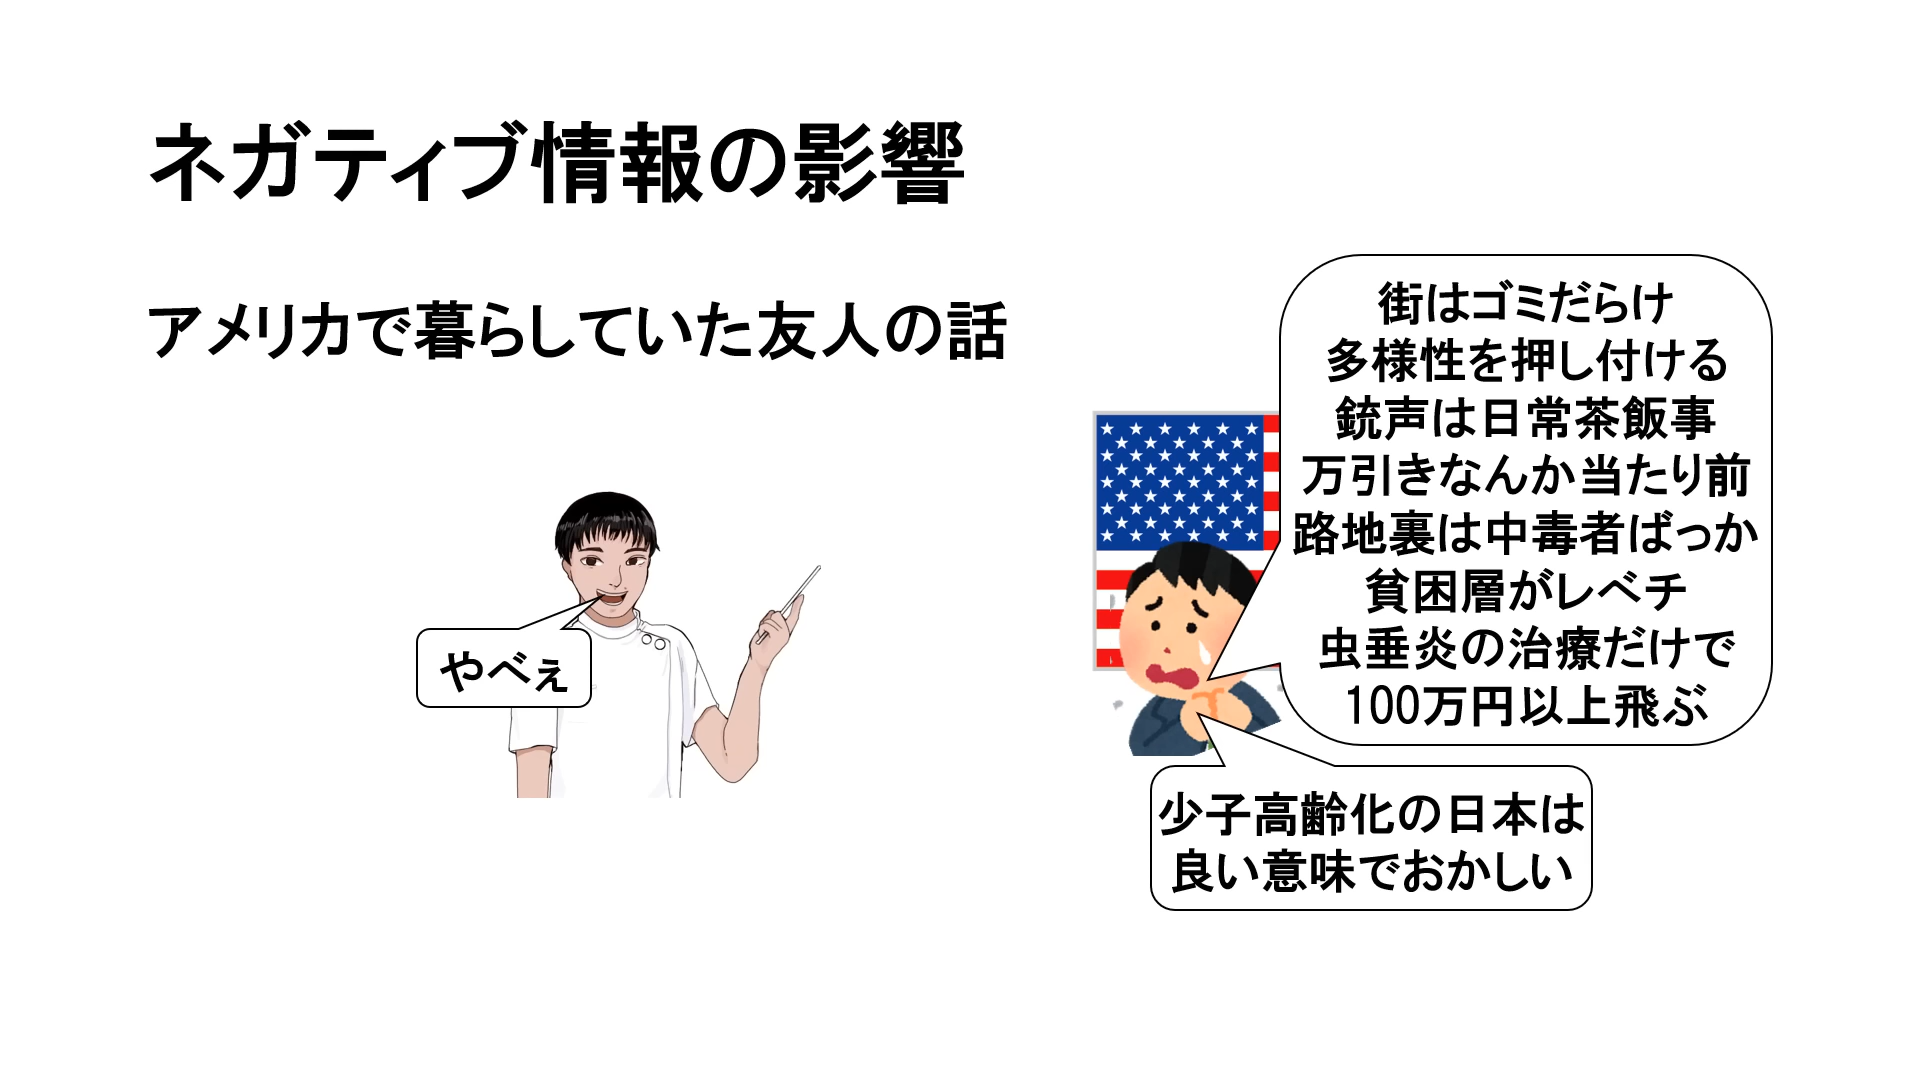 ネガティブ情報の影響
アメリカで暮らしていた友人の話
街はゴミだらけ
多様性を押し付ける
銃声は日常茶飯事
万引きなんか当たり前
路地裏は中毒者ばっか
貧困層がレベチ
虫垂炎の治療だけで
100万円以上飛ぶ
やべぇ
少子高齢化の日本は
良い意味でおかしい